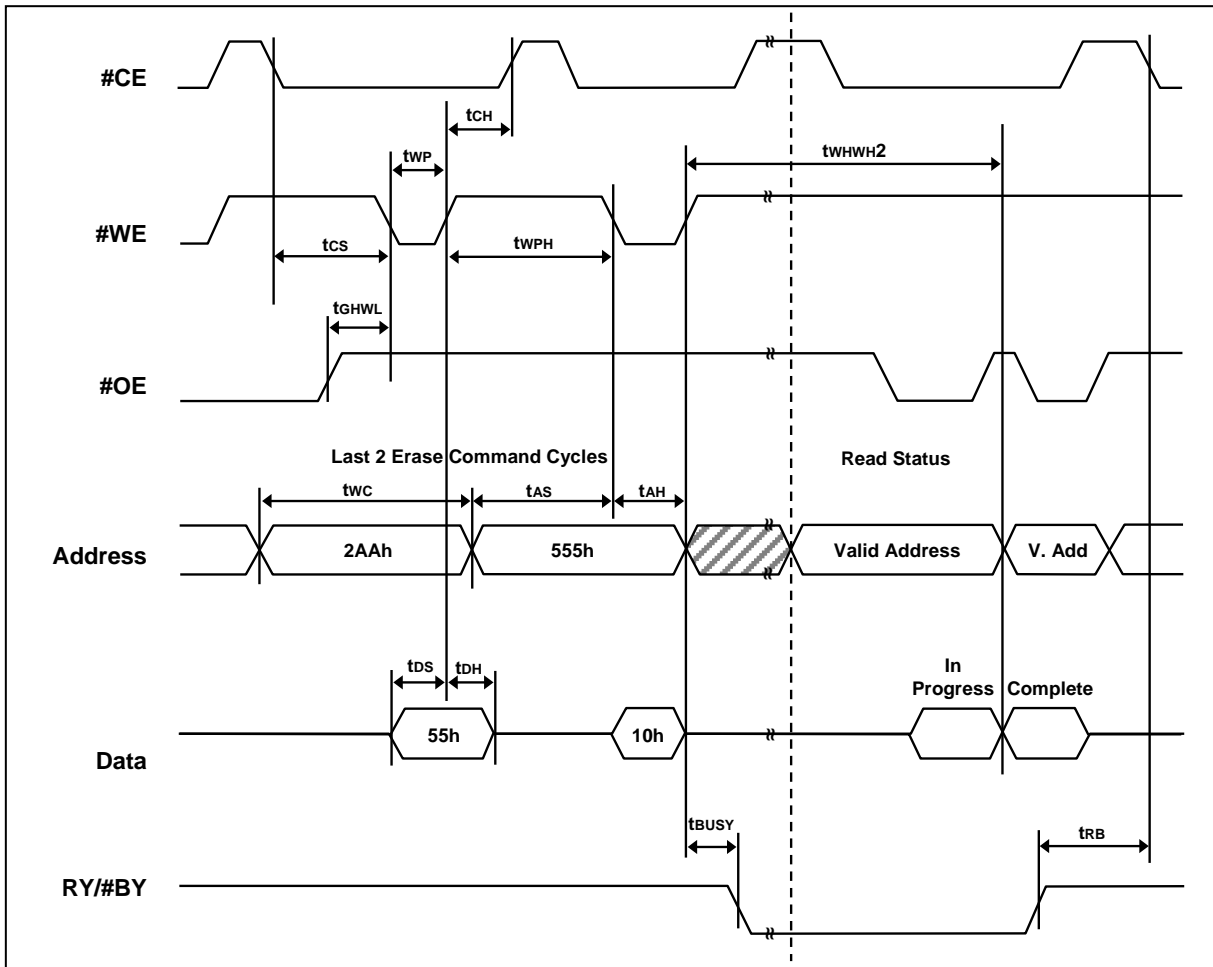 #CE
tCH
tWP
tWHWH2
#WE
tCS
tWPH
tGHWL
#OE
Last 2 Erase Command Cycles
Read Status
tWC
tAS
tAH
Address
2AAh
555h
Valid Address
V. Add
tDS
tDH
In
Progress
Complete
55h
10h
Data
tBUSY
tRB
RY/#BY